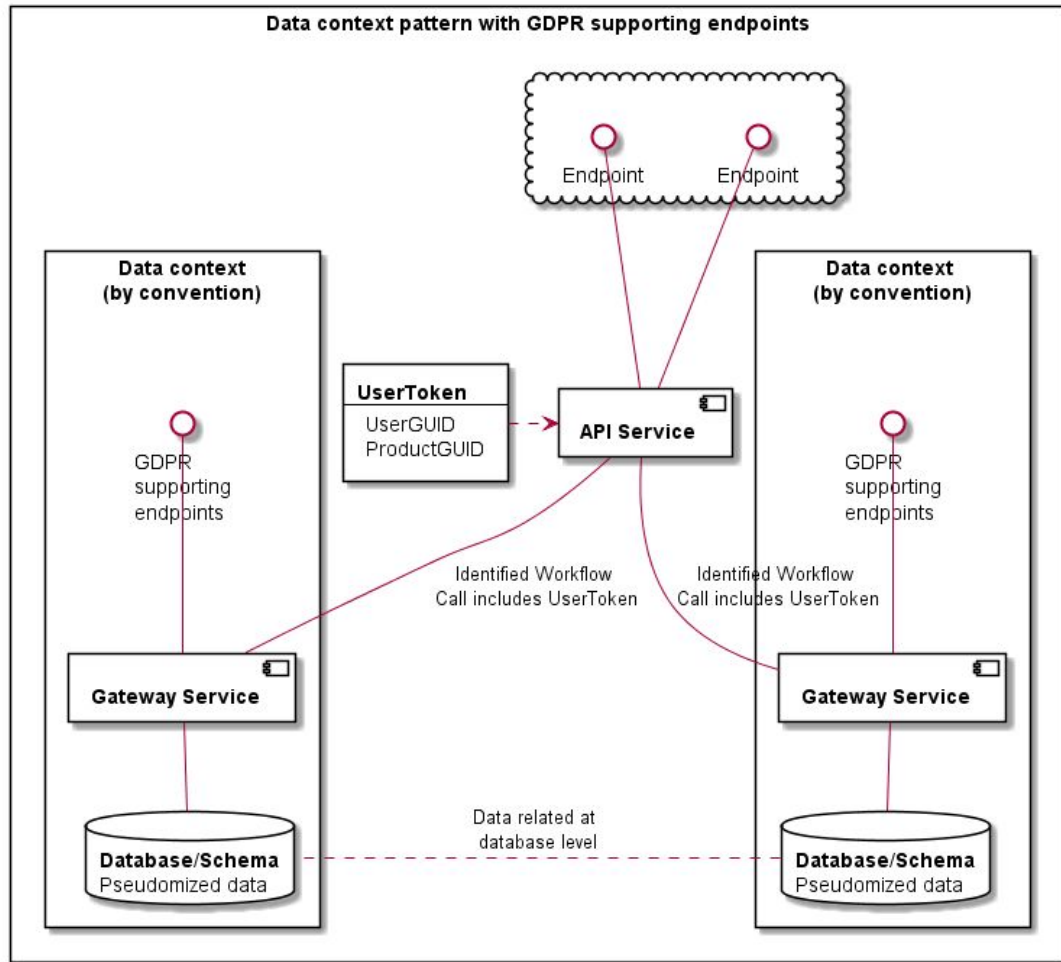 Data context pattern with GDPR supporting endpoints
Endpoint
Endpoint
Data context
(by convention)
Data context
(by convention)
UserToken
UserGUID
ProductGUID
API Service
GDPR
supporting
endpoints
GDPR
supporting
endpoints
Identified Workflow
Call includes UserToken
Identified Workflow
Call includes UserToken
Gateway Service
Gateway Service
Data related at
database level
Database/Schema
Pseudomized data
Database/Schema
Pseudomized data